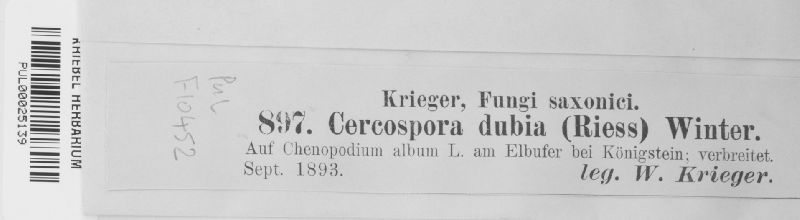 KRIEBEL HERBARIUM
PUL00025139
PUL
F10452
Krieger, Fungi saxonici.
897. Cercospora dubia (Riess) Winter.
Auf Chenopodium album L. am Elbufer bei Königstein; verbreitet.
Sept. 1893. leg. W. Krieger.